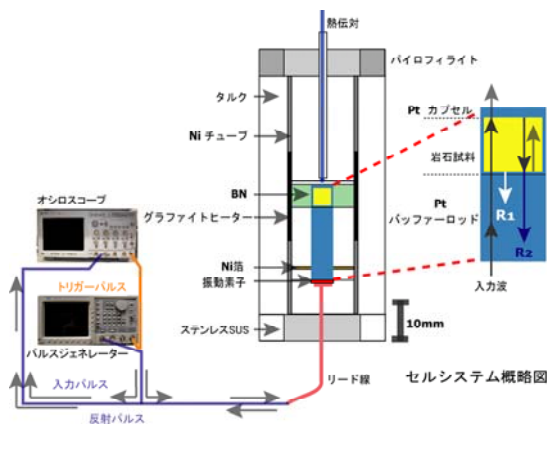 熱伝対
パイロフィライト
タルク
Pt カプセル
Ni チューブ
岩石試料
BN
オシロスコープ
グラファイトヒーター
Pt
バッファーロッド
R1
R2
トリガーパルス
Ni箔
振動素子
入力波
10mm
ステンレスSUS
パルスジェネレーター
入力パルス
リード線
セルシステム概略図
反射パルス